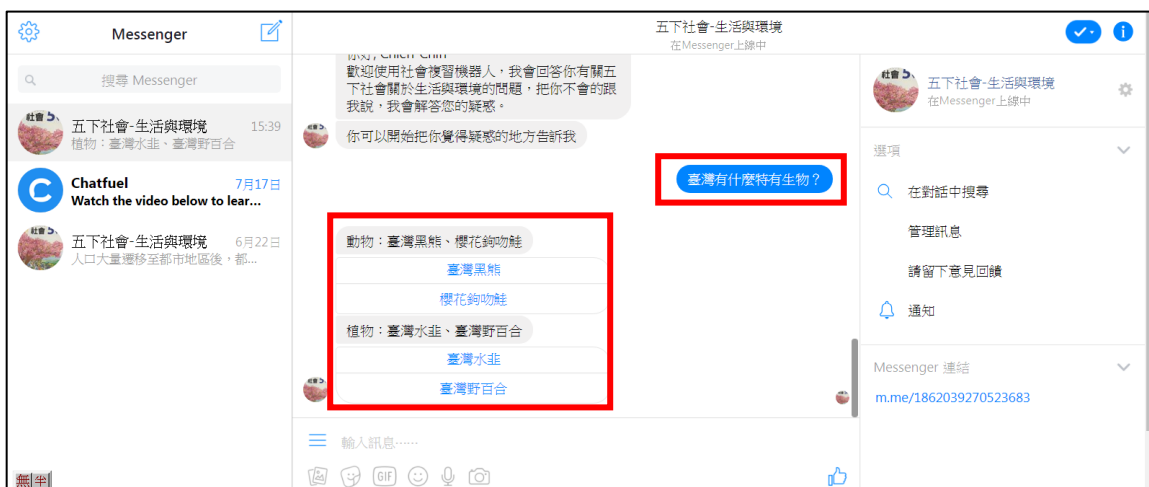 Messenger
搜尋 Messenger
五下社會-生活與環境
15:39
植物：臺灣水韭、臺灣野百合
Chatfuel
7月17日
Watch the video below to lear...
五下社會-生活與環境
6月22日
人口大量遷移至都市地區後，都...
無半
五下社會-生活與環境
在Messenger上線中
歡迎使用社會複習機器人，我會回答你有關五
下社會關於生活與環境的問題，把你不會的跟
我說，我會解答您的疑惑。
你可以開始把你覺得疑惑的地方告訴我
臺灣有什麼特有生物？
動物：臺灣黑熊、櫻花鉤吻鮭
臺灣黑熊
櫻花鉤吻鮭
植物：臺灣水韭、臺灣野百合
臺灣水韭
臺灣野百合
輸入訊息......
GIF
五下社會-生活與環境
在Messenger上線中
選項
在對話中搜尋
管理訊息
請留下意見回饋
通知
Messenger 連結
m.me/1862039270523683